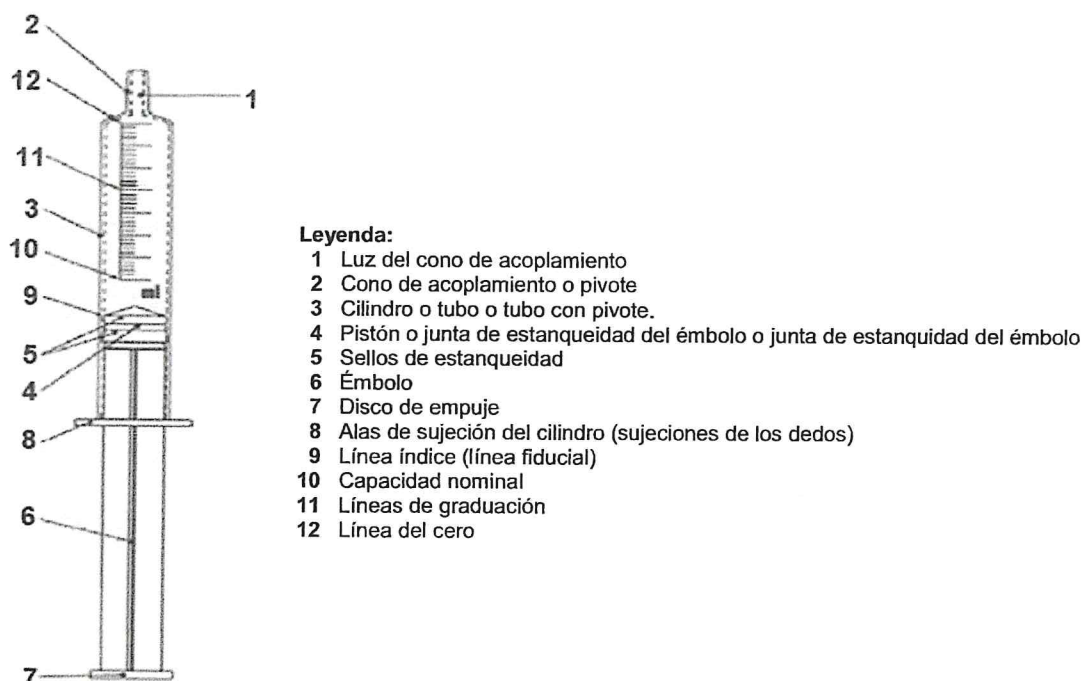 2
12
1
11
3
10
ml
9
5
4
8
6
7
Leyenda:
1 Luz del cono de acoplamiento
2 Cono de acoplamiento o pivote
3 Cilindro o tubo o tubo con pivote.
4 Pistón o junta de estanqueidad del émbolo o junta de estanquidad del émbolo
5 Sellos de estanqueidad
6 Émbolo
7 Disco de empuje
8 Alas de sujeción del cilindro (sujeciones de los dedos)
9 Línea índice (línea fiducial)
10 Capacidad nominal
11 Líneas de graduación
12 Línea del cero